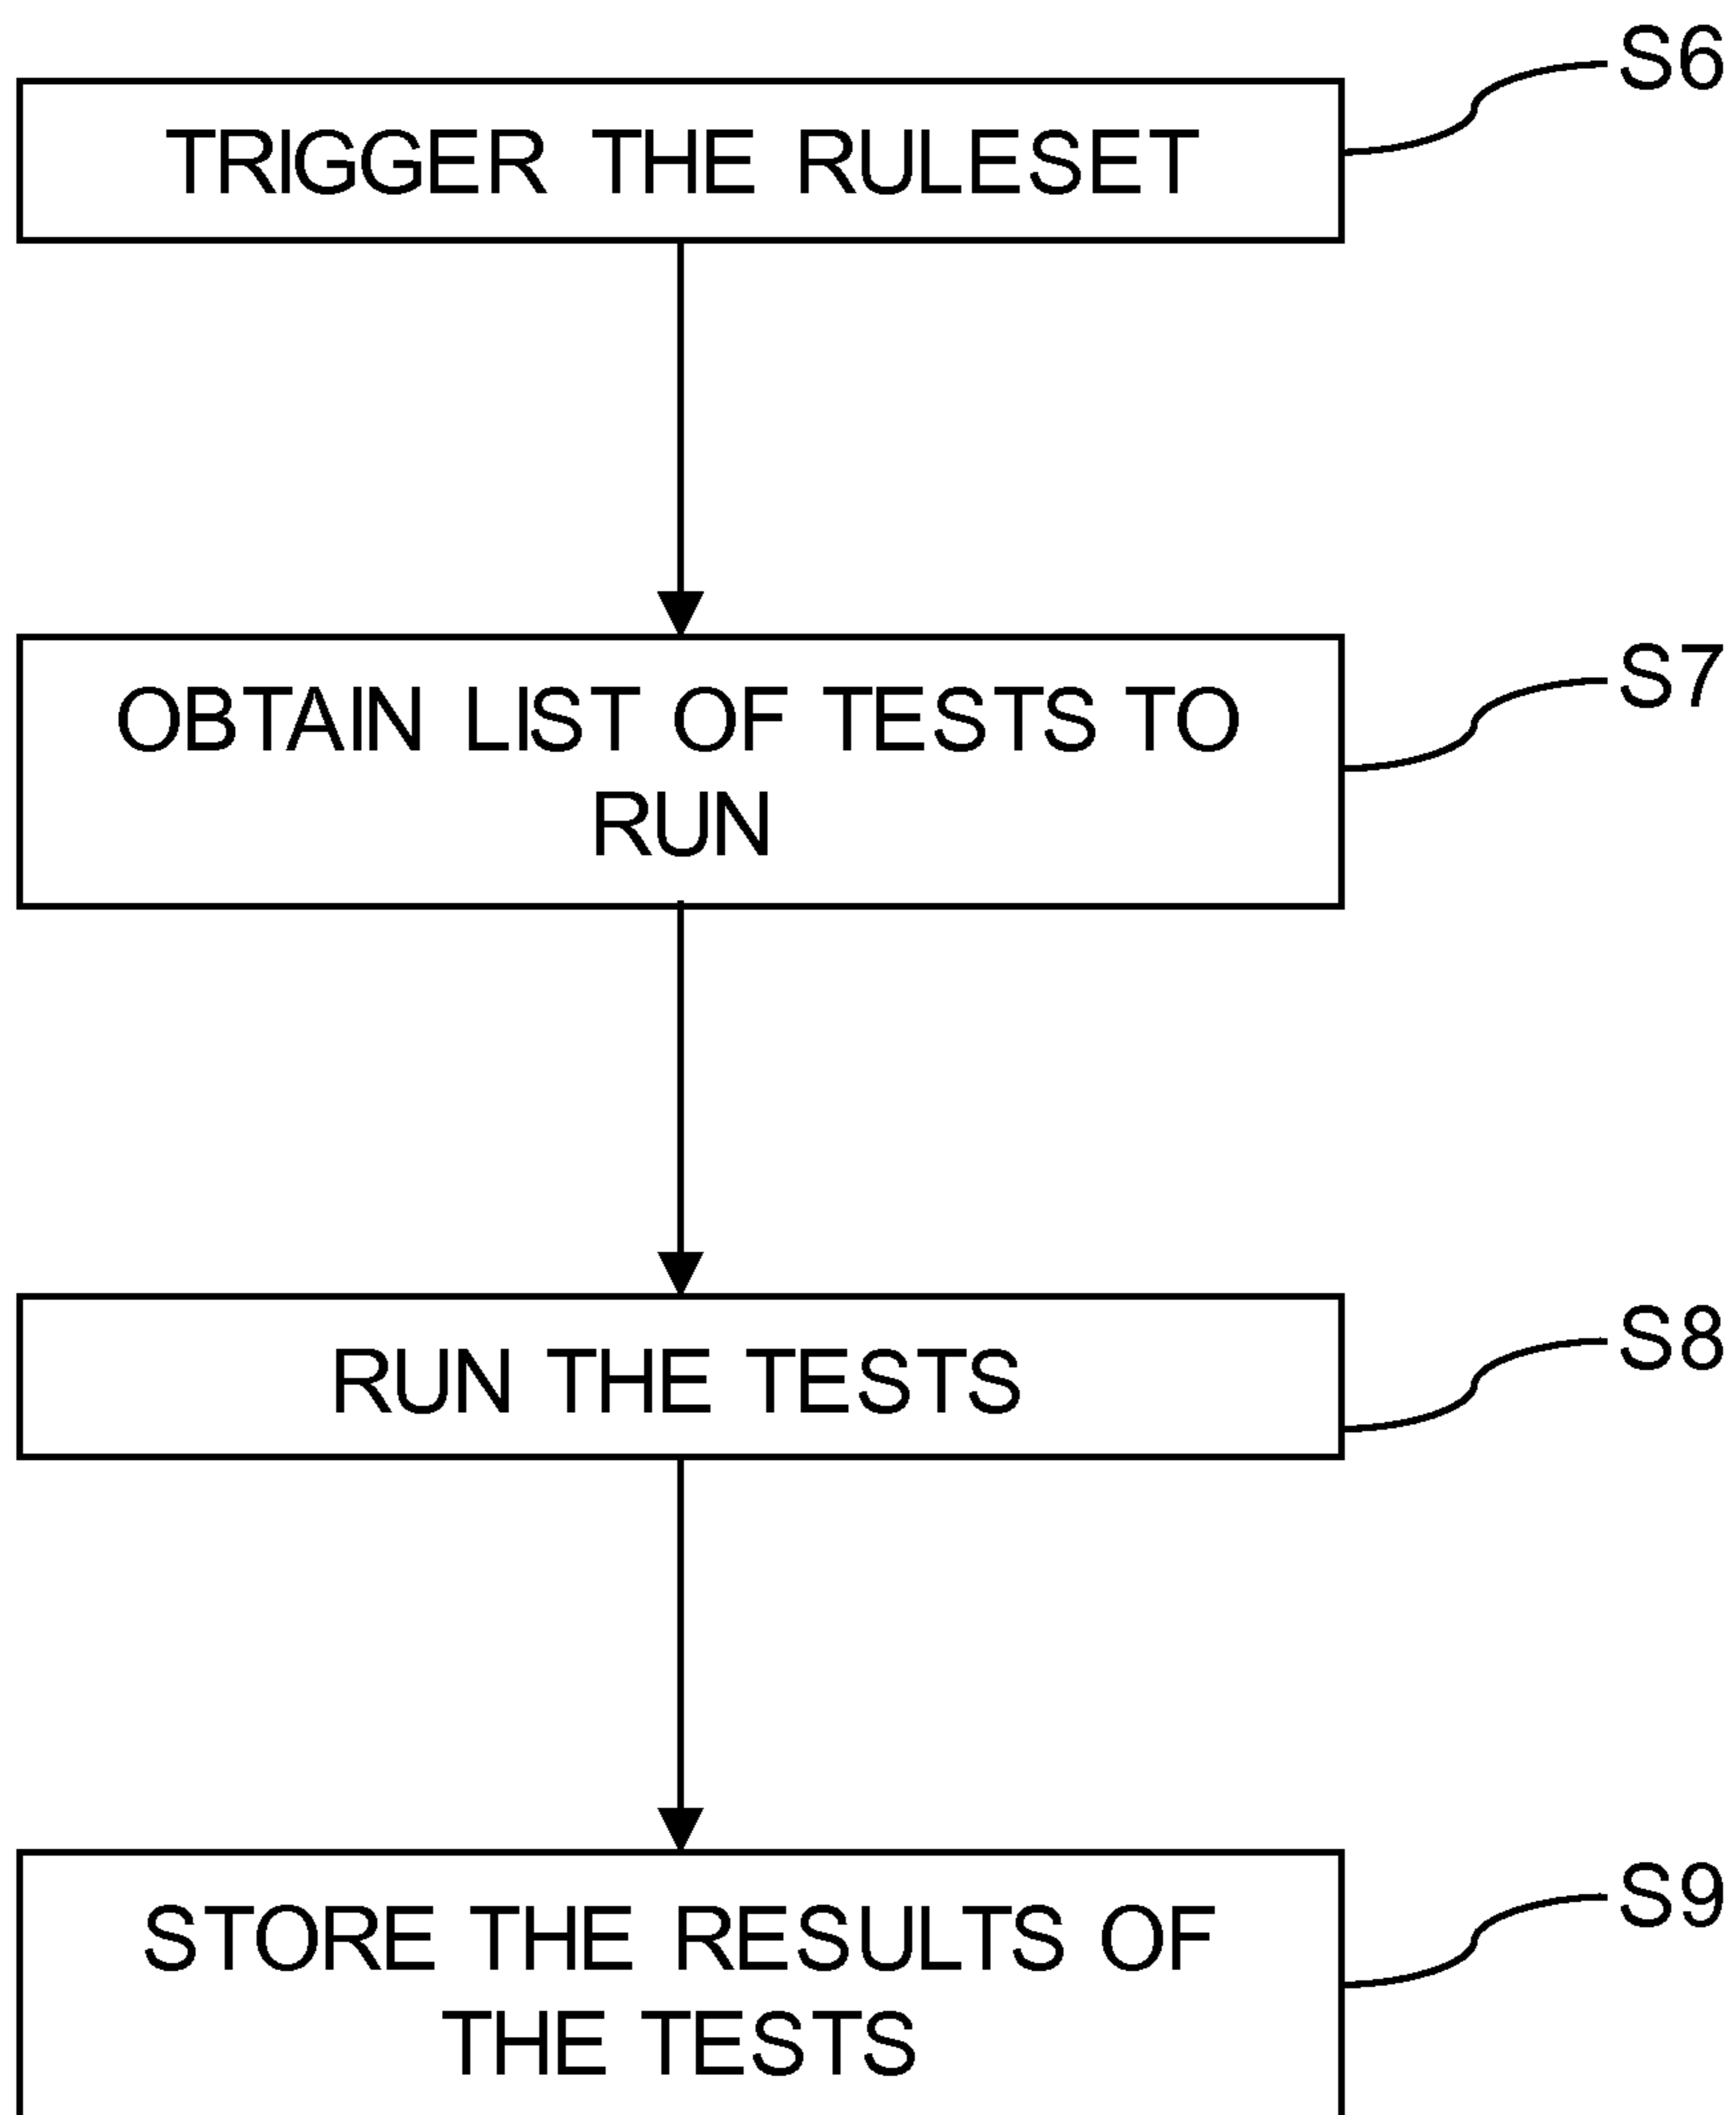 S6
TRIGGER THE RULESET
S7
OBTAIN LIST OF TESTS TO
RUN
S8
RUN THE TESTS
S9
STORE THE RESULTS OF
THE TESTS